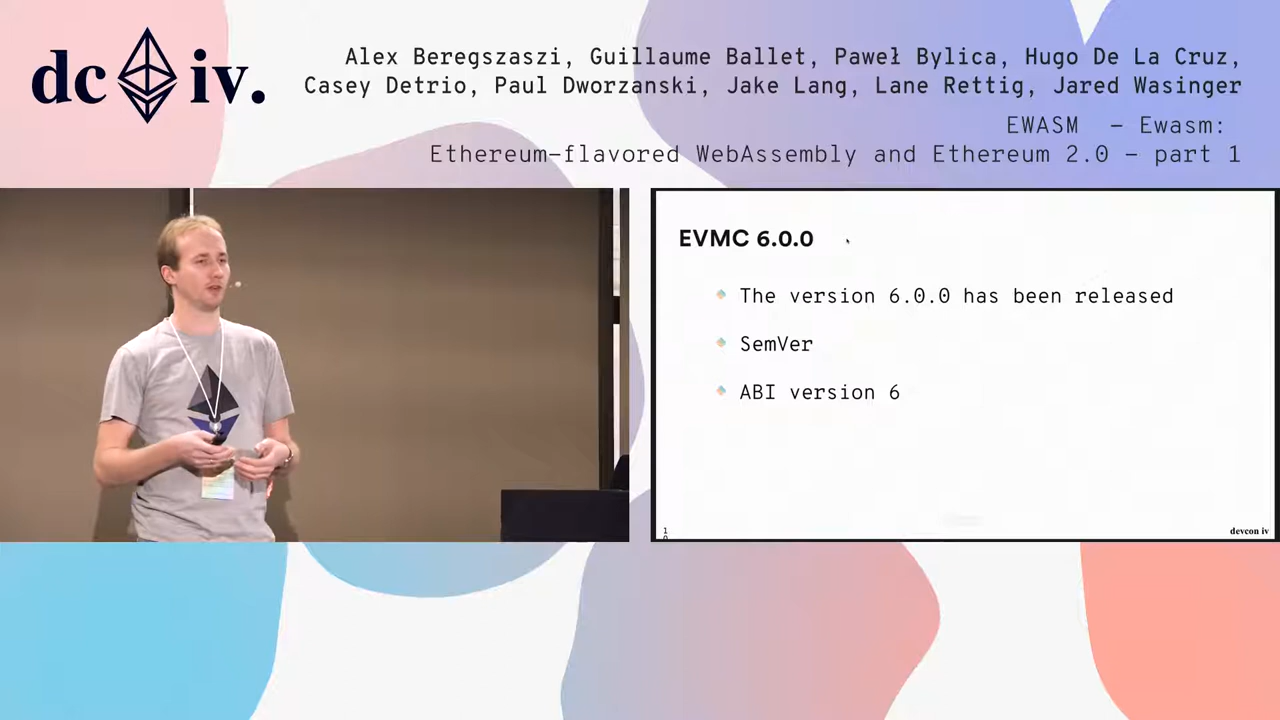 dc iv.
Alex Beregszaszi, Guillaume Ballet, Paweł Bylica, Hugo De La Cruz,
Casey Detrio, Paul Dworzanski, Jake Lang, Lane Rettig, Jared Wasinger
EWASM - Ewasm:
Ethereum-flavored WebAssembly and Ethereum 2.0 - part 1
EVMC 6.0.0
The version 6.0.0 has been released
SemVer
ABI version 6
devcon iv